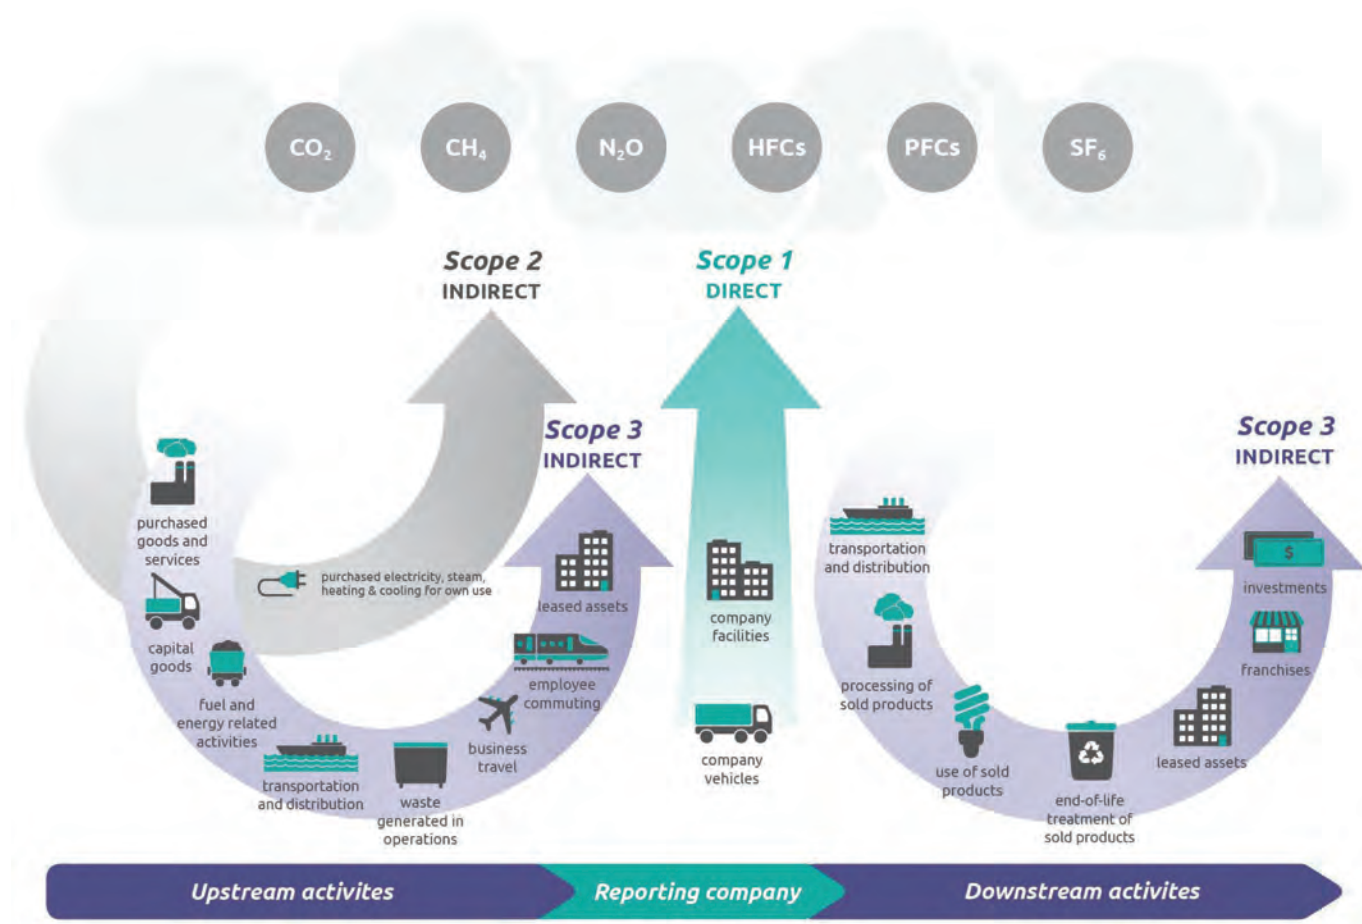 CO₂
CH₄
N₂O
HFCs
PFCs
SF₆
Scope 2
INDIRECT
Scope 1
DIRECT
Scope 3
INDIRECT
Scope 3
INDIRECT
purchased
goods and
services
capital
goods
fuel and
energy related
activities
transportation
and distribution
waste
generated in
operations
business
travel
employee
commuting
leased assets
purchased electricity, steam,
heating & cooling for own use
company
facilities
company
vehicles
transportation
and distribution
processing of
sold products
use of sold
products
end-of-life
treatment of
sold products
leased assets
franchises
$
investments
Upstream activites
Reporting company
Downstream activites